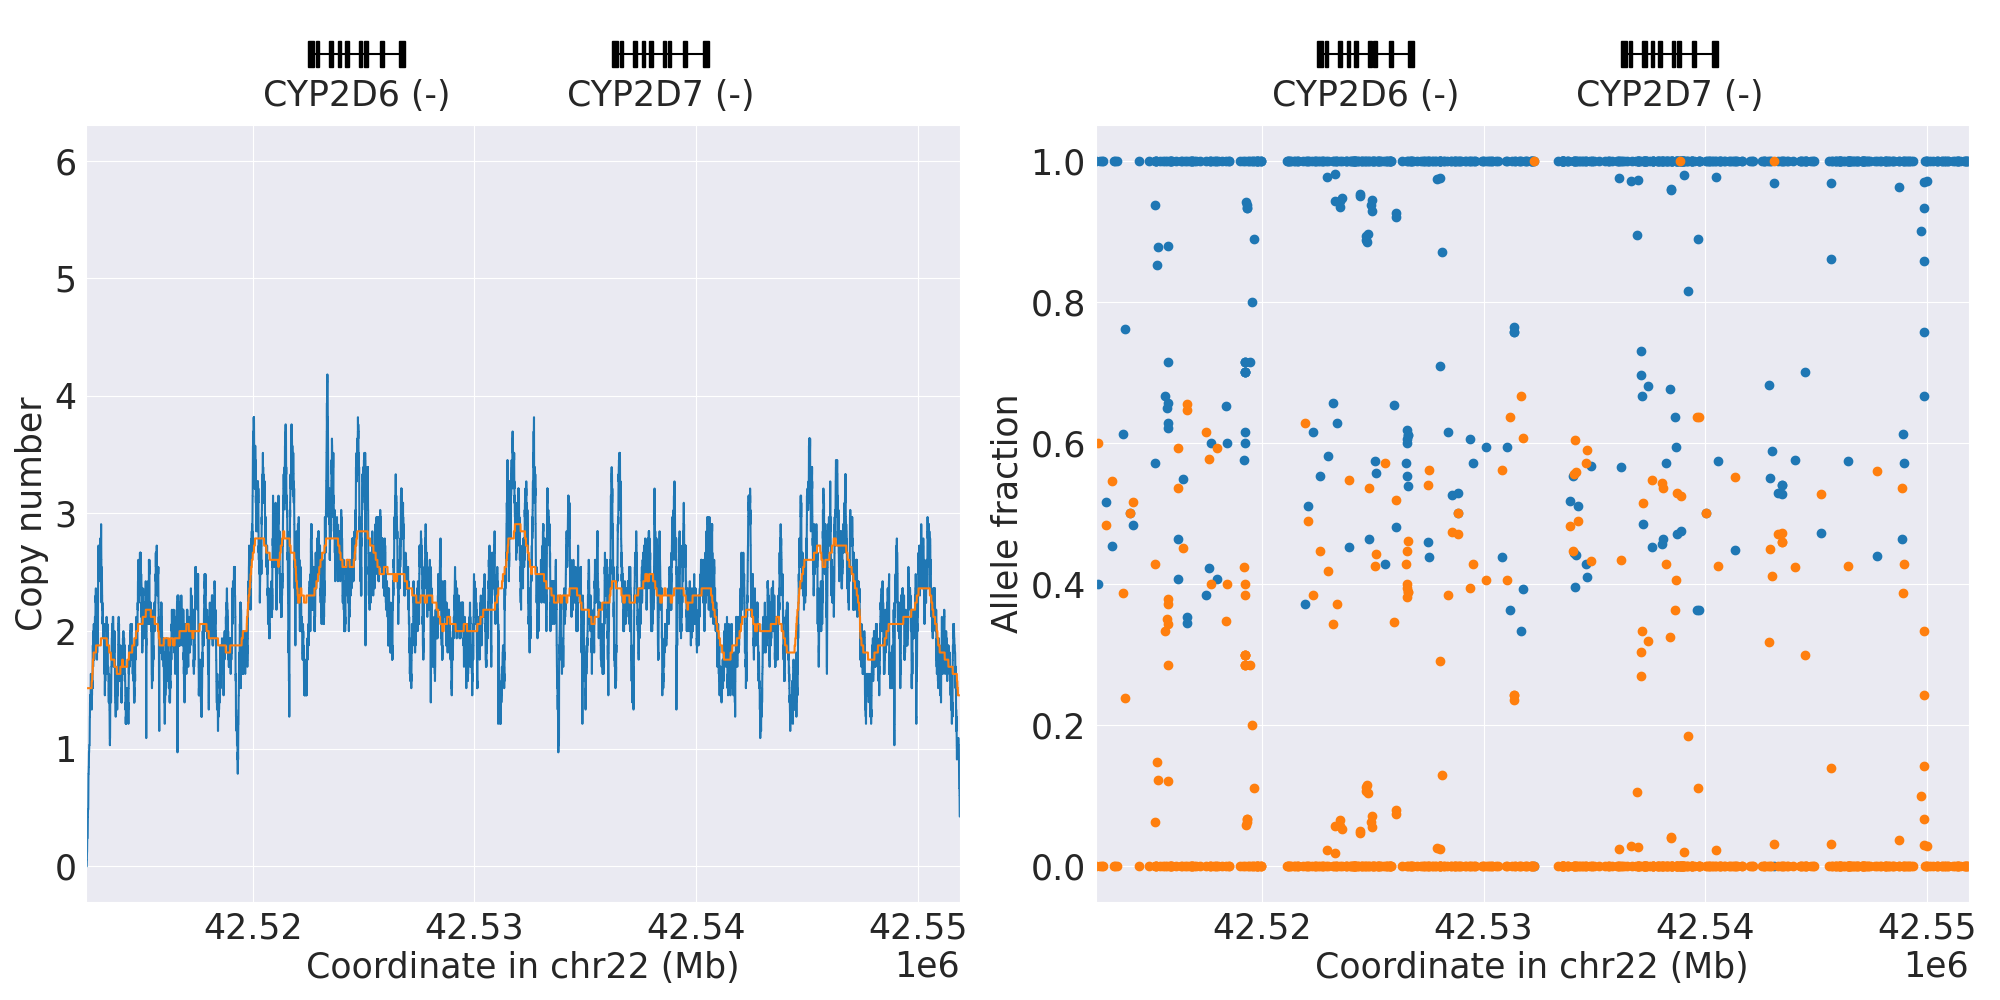 CYP2D6 (-) CYP2D7 (-)
6
5
4
3
2
1
0
Copy number
42.52 42.53 42.54 42.55
1e6
Coordinate in chr22 (Mb)
CYP2D6 (-) CYP2D7 (-)
1.0
0.8
0.6
0.4
0.2
0.0
Allele fraction
42.52 42.53 42.54 42.55
1e6
Coordinate in chr22 (Mb)